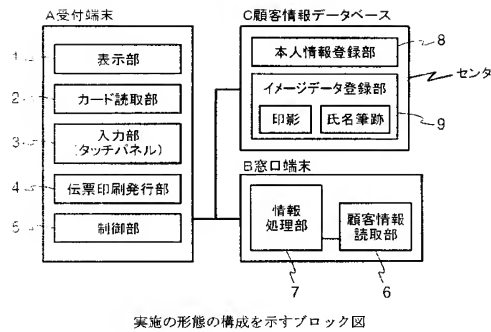 A受付端末
1
表示部
2
カード読取部
3
入力部
(タッチパネル)
4
伝票印刷発行部
5
制御部
C顧客情報データベース
本人情報登録部
8
センタ
イメージデータ登録部
印影
氏名筆跡
9
B窓口端末
情報
処理部
顧客情報
読取部
7
6
実施の形態の構成を示すブロック図